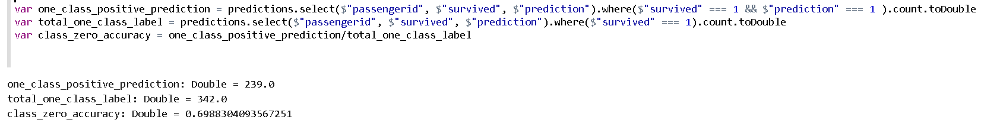 var one_class_positive_prediction = predictions.select($"passengerid", $"survived", $"prediction").where($"survived" === 1 && $"prediction" === 1 ).count.toDouble
var total_one_class_label = predictions.select($"passengerid", $"survived", $"prediction").where($"survived" === 1).count.toDouble
var class_zero_accuracy = one_class_positive_prediction/total_one_class_label
one_class_positive_prediction: Double = 239.0
total_one_class_label: Double = 342.0
class_zero_accuracy: Double = 0.6988304093567251